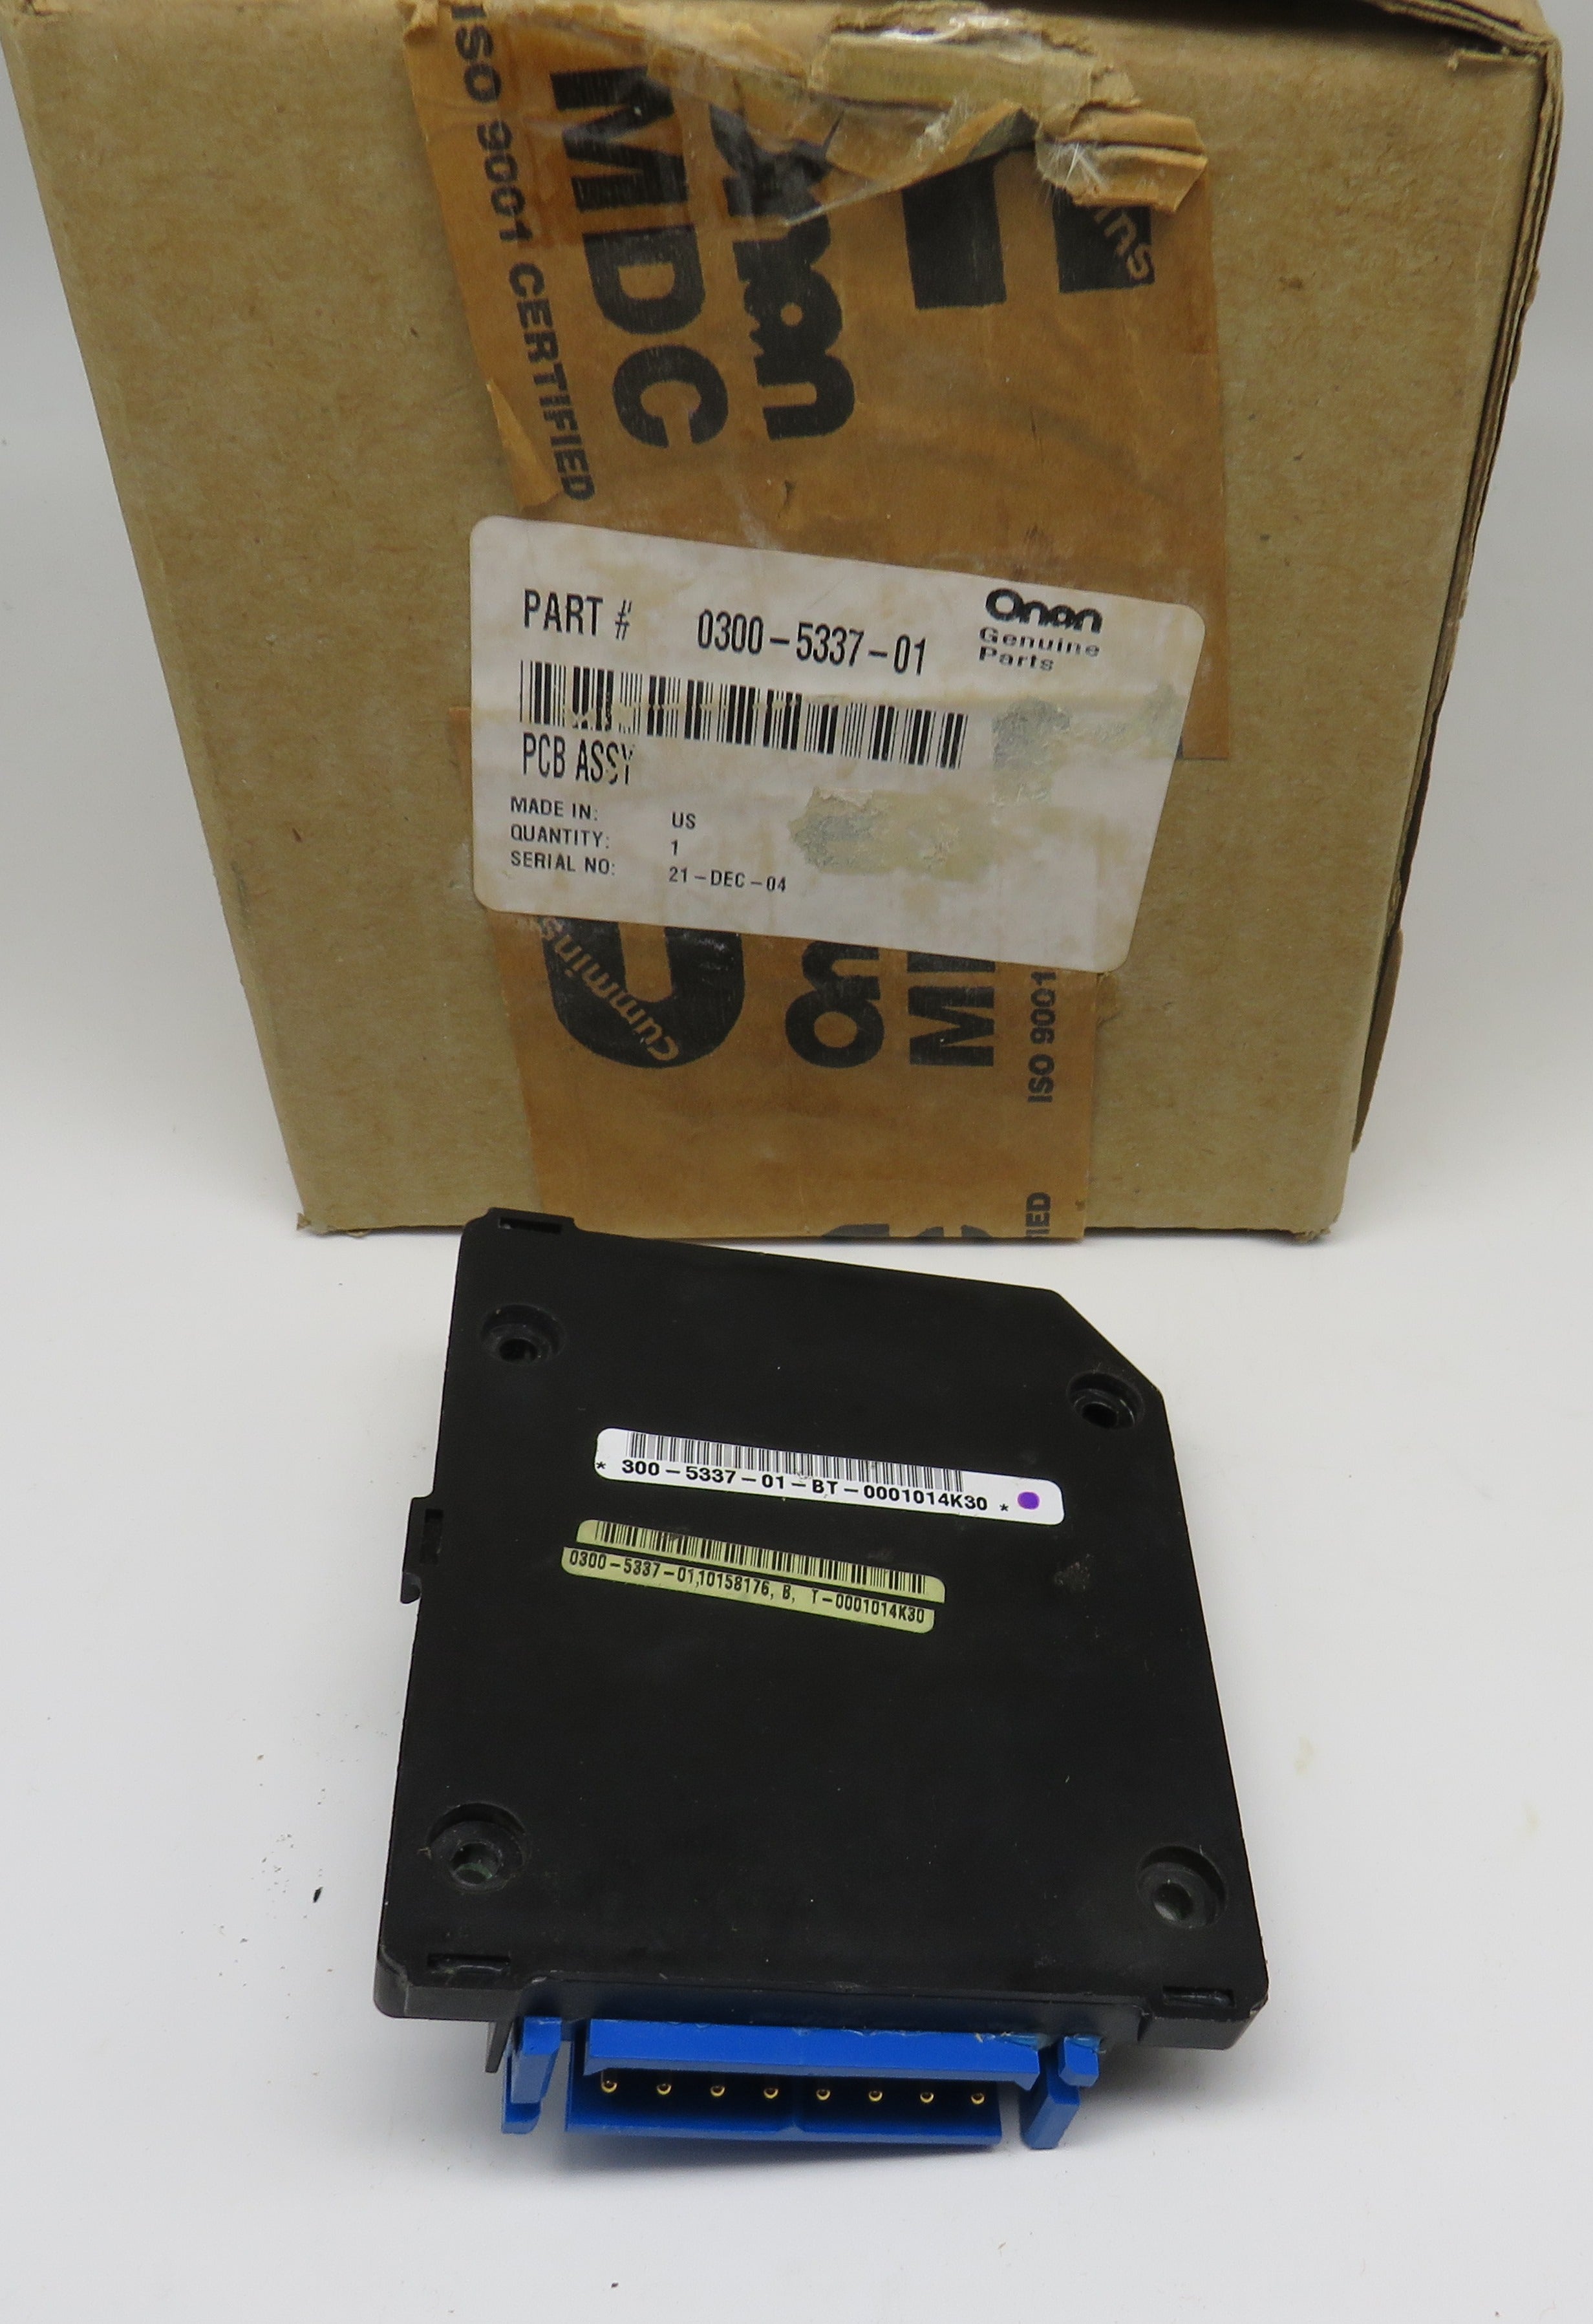 ISO 9001 CERTIFIED
MDC
PART # 0300-5337-01
Onan
Genuine
Parts
PCB ASSY
MADE IN: US
QUANTITY: 1
SERIAL NO: 21-DEC-04
Cummins
ISO 9001
* 300-5337-01-BT-0001014K30 *
0300-5337-01,10158176, B, T-0001014K30